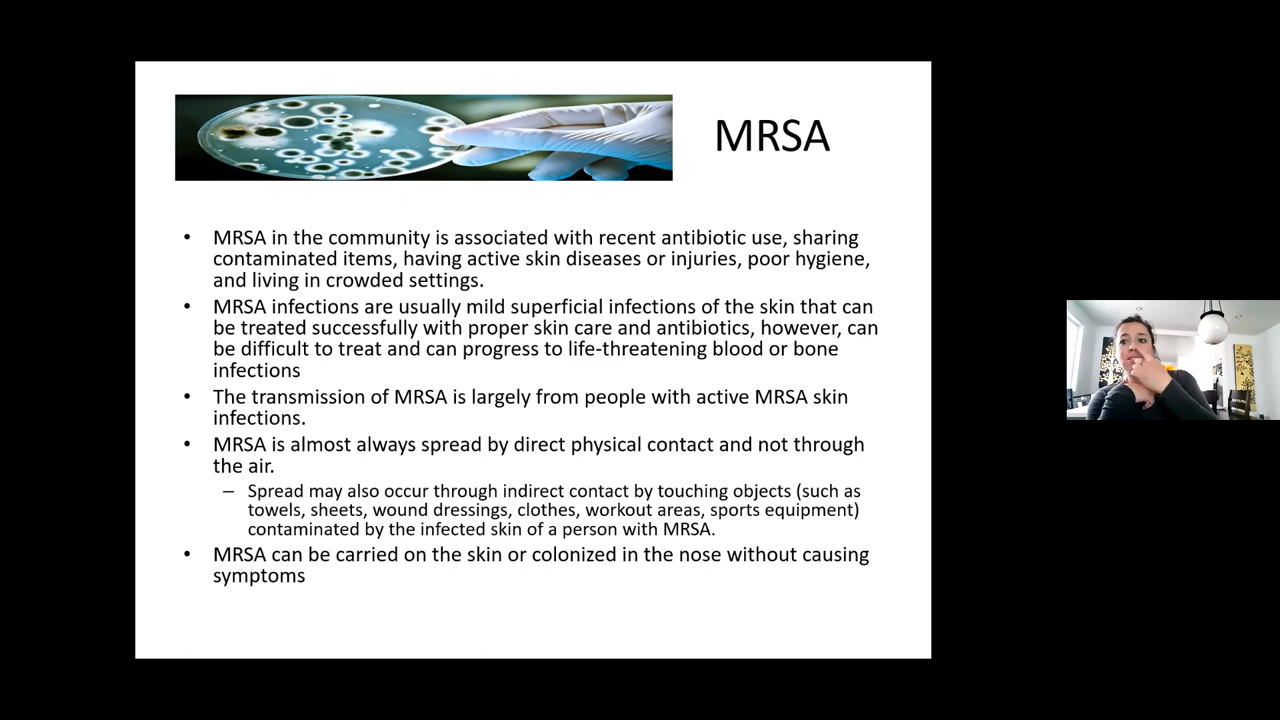 MRSA
• MRSA in the community is associated with recent antibiotic use, sharing
contaminated items, having active skin diseases or injuries, poor hygiene,
and living in crowded settings.
• MRSA infections are usually mild superficial infections of the skin that can
be treated successfully with proper skin care and antibiotics, however, can
be difficult to treat and can progress to life-threatening blood or bone
infections
• The transmission of MRSA is largely from people with active MRSA skin
infections.
• MRSA is almost always spread by direct physical contact and not through
the air.
– Spread may also occur through indirect contact by touching objects (such as
towels, sheets, wound dressings, clothes, workout areas, sports equipment)
contaminated by the infected skin of a person with MRSA.
• MRSA can be carried on the skin or colonized in the nose without causing
symptoms